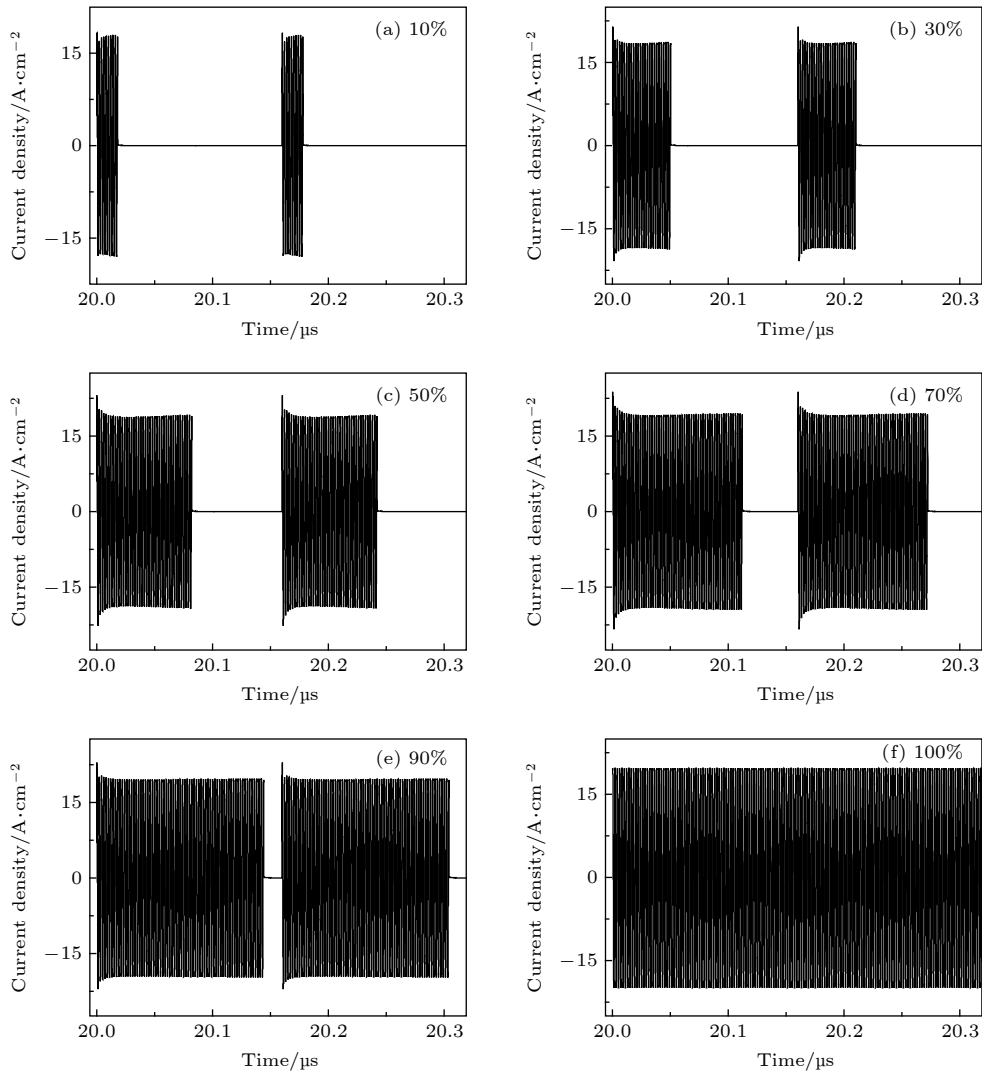 (a) 10%
Current density/A·cm⁻²
15
0
−15
20.0 20.1 20.2 20.3
Time/µs
(b) 30%
Current density/A·cm⁻²
15
0
−15
20.0 20.1 20.2 20.3
Time/µs
(c) 50%
Current density/A·cm⁻²
15
0
−15
20.0 20.1 20.2 20.3
Time/µs
(d) 70%
Current density/A·cm⁻²
15
0
−15
20.0 20.1 20.2 20.3
Time/µs
(e) 90%
Current density/A·cm⁻²
15
0
−15
20.0 20.1 20.2 20.3
Time/µs
(f) 100%
Current density/A·cm⁻²
15
0
−15
20.0 20.1 20.2 20.3
Time/µs